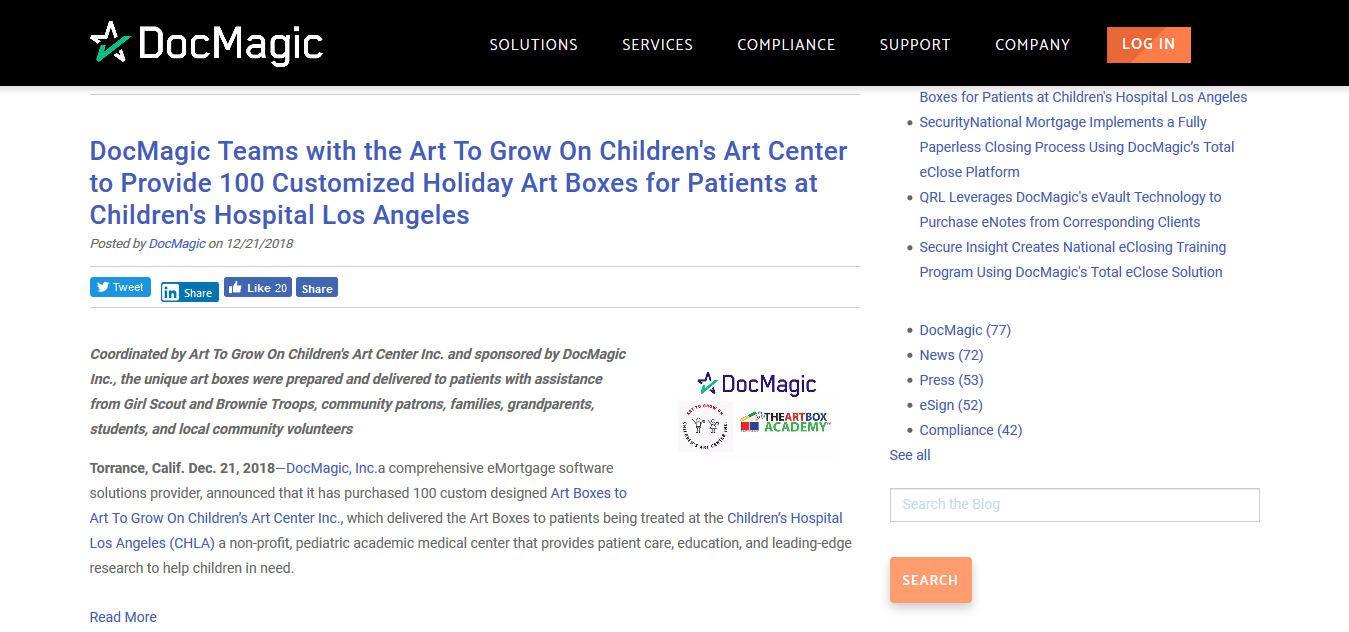 DocMagic
SOLUTIONS
SERVICES
COMPLIANCE
SUPPORT
COMPANY
LOG IN
DocMagic Teams with the Art To Grow On Children's Art Center
to Provide 100 Customized Holiday Art Boxes for Patients at
Children's Hospital Los Angeles
Posted by DocMagic on 12/21/2018
Tweet
Share
Like 20
Share
Coordinated by Art To Grow On Children's Art Center Inc. and sponsored by DocMagic
Inc., the unique art boxes were prepared and delivered to patients with assistance
from Girl Scout and Brownie Troops, community patrons, families, grandparents,
students, and local community volunteers
DocMagic
ART TO GROW ON
CHILDREN'S ART CENTER INC.
THEARTBOX
ACADEMY
Torrance, Calif. Dec. 21, 2018—DocMagic, Inc.a comprehensive eMortgage software
solutions provider, announced that it has purchased 100 custom designed Art Boxes to
Art To Grow On Children’s Art Center Inc., which delivered the Art Boxes to patients being treated at the Children’s Hospital
Los Angeles (CHLA) a non-profit, pediatric academic medical center that provides patient care, education, and leading-edge
research to help children in need.
Read More
Boxes for Patients at Children's Hospital Los Angeles
SecurityNational Mortgage Implements a Fully
Paperless Closing Process Using DocMagic’s Total
eClose Platform
QRL Leverages DocMagic's eVault Technology to
Purchase eNotes from Corresponding Clients
Secure Insight Creates National eClosing Training
Program Using DocMagic's Total eClose Solution
DocMagic (77)
News (72)
Press (53)
eSign (52)
Compliance (42)
See all
Search the Blog
SEARCH